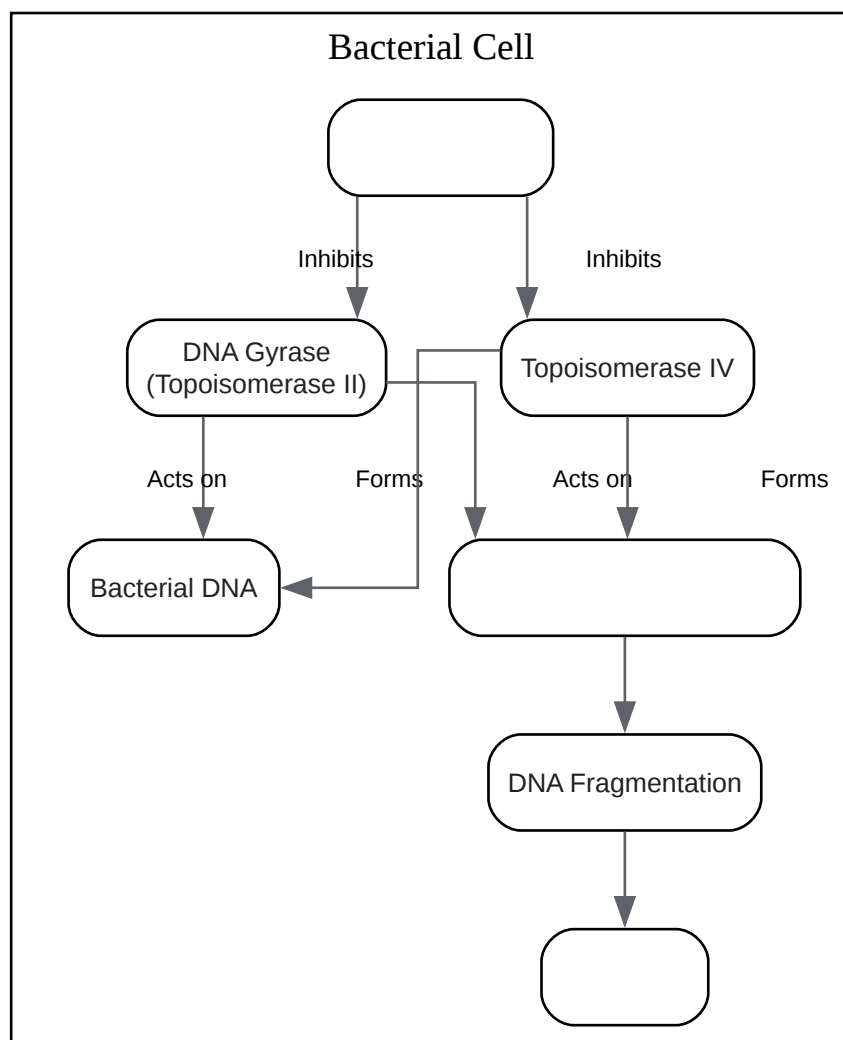 Bacterial Cell
Inhibits
Inhibits
DNA Gyrase
(Topoisomerase II)
Topoisomerase IV
Acts on
Forms
Acts on
Forms
Bacterial DNA
DNA Fragmentation